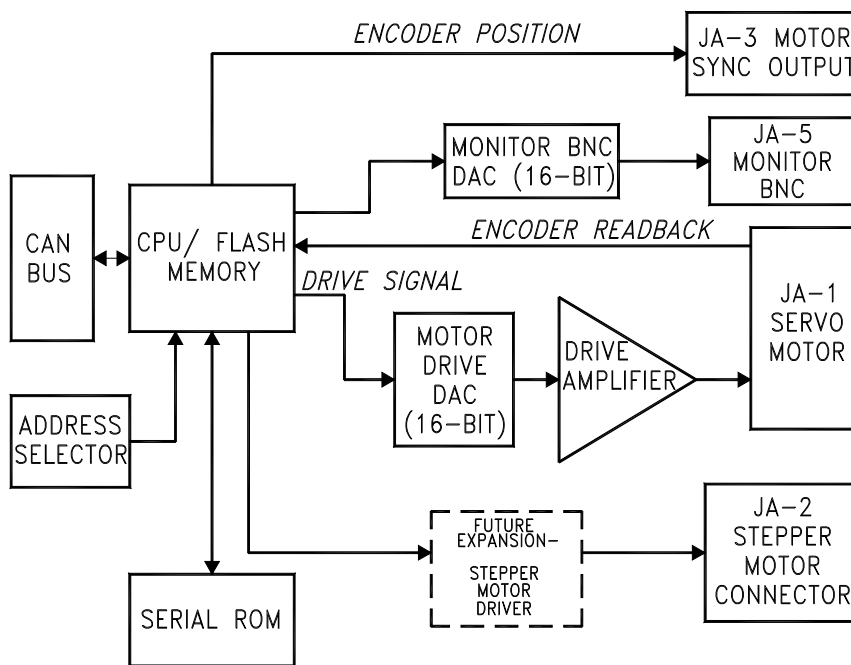 ENCODER POSITION
JA-3 MOTOR
SYNC OUTPUT
MONITOR BNC
DAC (16-BIT)
JA-5
MONITOR
BNC
CAN
BUS
CPU/ FLASH
MEMORY
ENCODER READBACK
DRIVE SIGNAL
JA-1
SERVO
MOTOR
MOTOR
DRIVE
DAC
(16-BIT)
DRIVE
AMPLIFIER
ADDRESS
SELECTOR
FUTURE
EXPANSION-
STEPPER
MOTOR
DRIVER
JA-2
STEPPER
MOTOR
CONNECTOR
SERIAL ROM